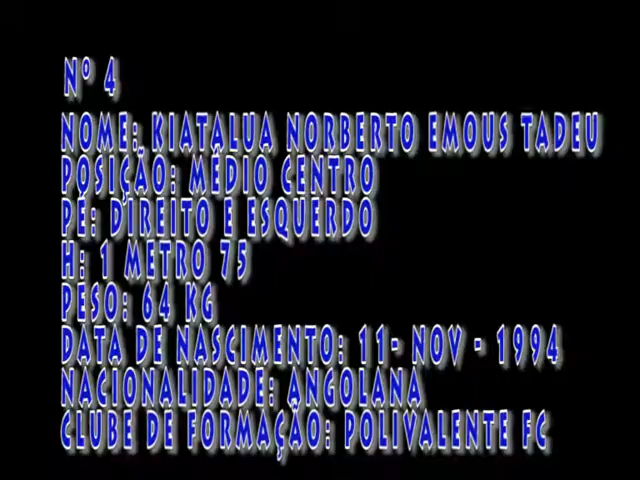 Nº 4
NOME: KIATALUA NORBERTO EMOUS TADEU
POSIÇÃO: MÉDIO CENTRO
PÉ: DIREITO E ESQUERDO
H: 1 METRO 75
PESO: 64 KG
DATA DE NASCIMENTO: 11- NOV - 1994
NACIONALIDADE: ANGOLANA
CLUBE DE FORMAÇÃO: POLIVALENTE FC